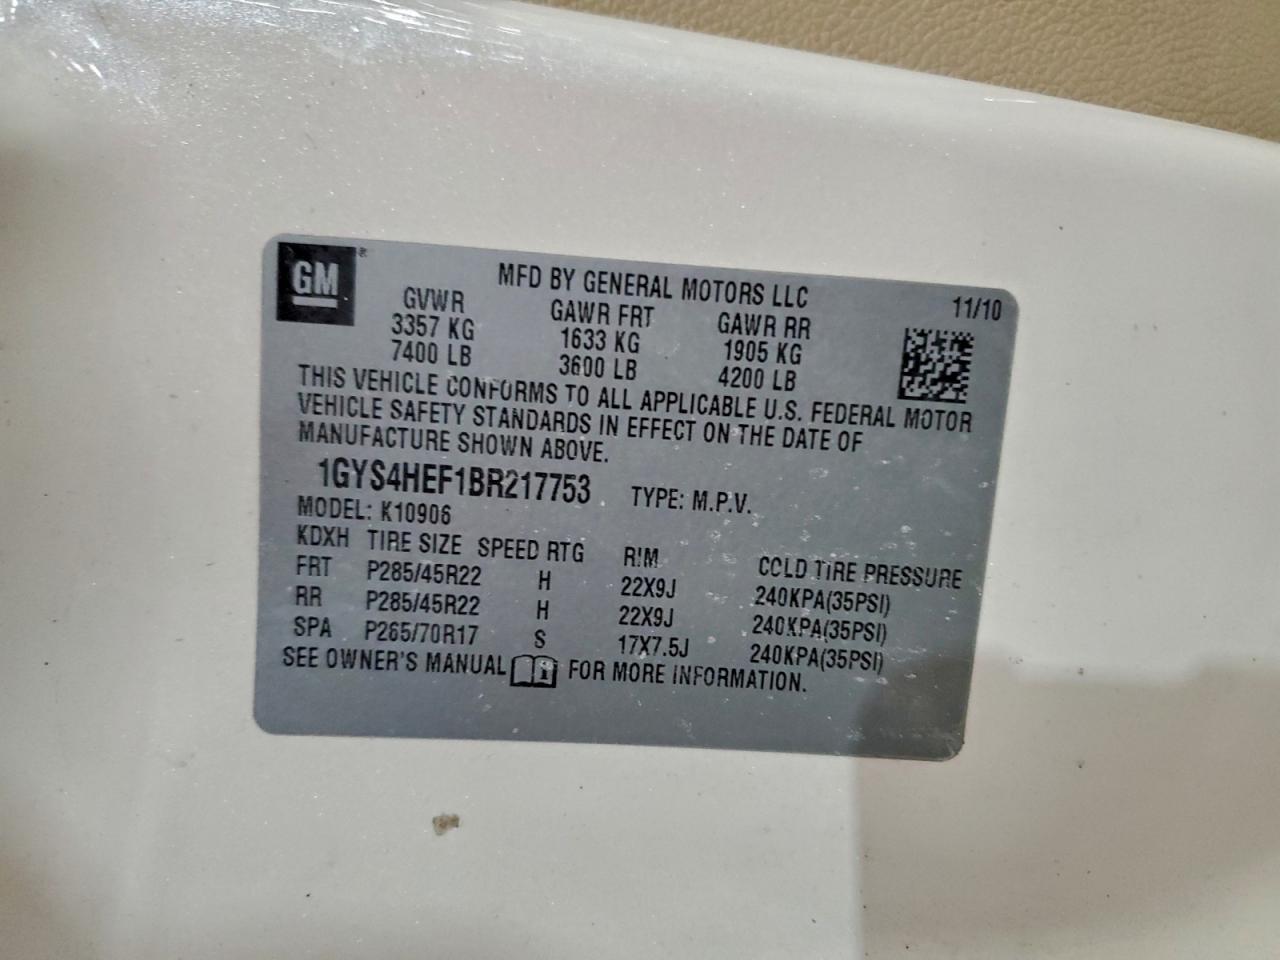 GM
MFD BY GENERAL MOTORS LLC 11/10
GVWR GAWR FRT GAWR RR
3357 KG 1633 KG 1905 KG
7400 LB 3600 LB 4200 LB
THIS VEHICLE CONFORMS TO ALL APPLICABLE U.S. FEDERAL MOTOR
VEHICLE SAFETY STANDARDS IN EFFECT ON THE DATE OF
MANUFACTURE SHOWN ABOVE.
1GYS4HEF1BR217753 TYPE: M.P.V.
MODEL: K10906
KDXH TIRE SIZE SPEED RTG RIM COLD TIRE PRESSURE
FRT P285/45R22 H 22X9J 240KPA(35PSI)
RR P285/45R22 H 22X9J 240KPA(35PSI)
SPA P265/70R17 S 17X7.5J 240KPA(35PSI)
SEE OWNER'S MANUAL FOR MORE INFORMATION.